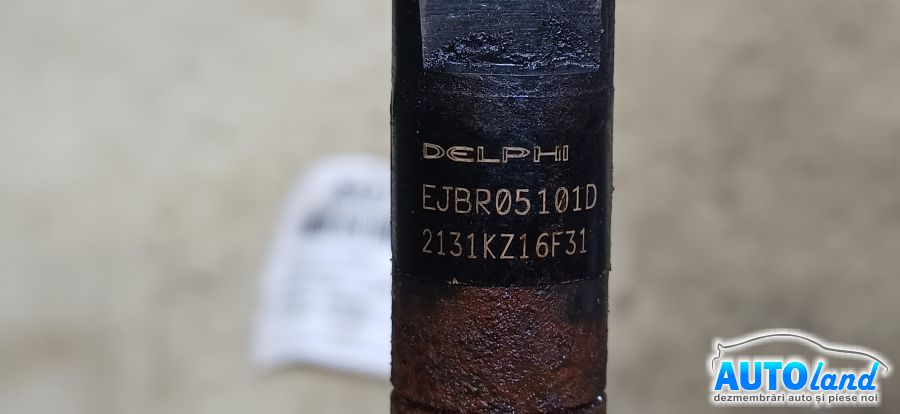 DELPHI
EJBR05101D
2131KZ16F31
AUTOland
dezmembrări auto și piese noi